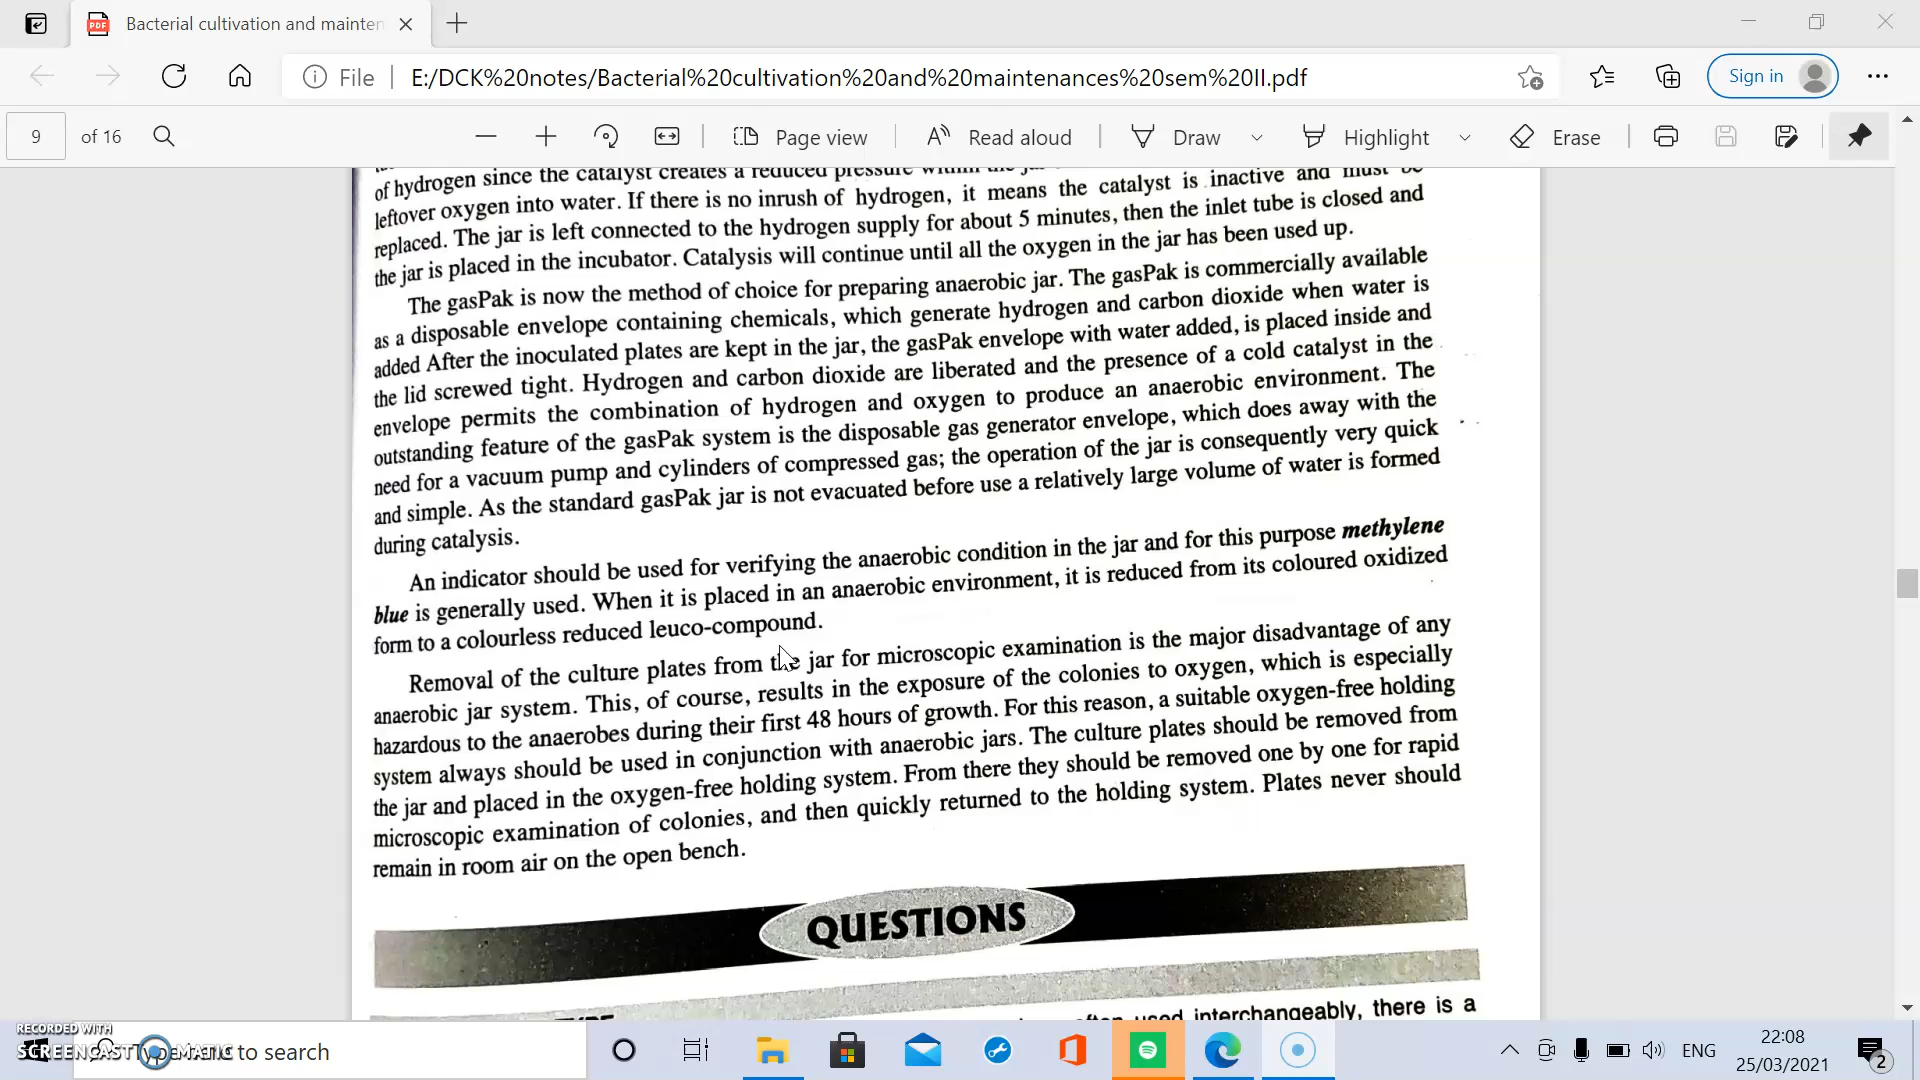 Bacterial cultivation and mainten
File
E:/DCK%20notes/Bacterial%20cultivation%20and%20maintenances%20sem%20II.pdf
Sign in
9 of 16
Page view
Read aloud
Draw
Highlight
Erase
of hydrogen since the catalyst creates a reduced pressure within the
leftover oxygen into water. If there is no inrush of hydrogen, it means the catalyst is inactive and must be
replaced. The jar is left connected to the hydrogen supply for about 5 minutes, then the inlet tube is closed and
the jar is placed in the incubator. Catalysis will continue until all the oxygen in the jar has been used up.
The gasPak is now the method of choice for preparing anaerobic jar. The gasPak is commercially available
as a disposable envelope containing chemicals, which generate hydrogen and carbon dioxide when water is
added After the inoculated plates are kept in the jar, the gasPak envelope with water added, is placed inside and
the lid screwed tight. Hydrogen and carbon dioxide are liberated and the presence of a cold catalyst in the
envelope permits the combination of hydrogen and oxygen to produce an anaerobic environment. The
outstanding feature of the gasPak system is the disposable gas generator envelope, which does away with the
need for a vacuum pump and cylinders of compressed gas; the operation of the jar is consequently very quick
and simple. As the standard gasPak jar is not evacuated before use a relatively large volume of water is formed
during catalysis.
An indicator should be used for verifying the anaerobic condition in the jar and for this purpose methylene
blue is generally used. When it is placed in an anaerobic environment, it is reduced from its coloured oxidized
form to a colourless reduced leuco-compound.
Removal of the culture plates from the jar for microscopic examination is the major disadvantage of any
anaerobic jar system. This, of course, results in the exposure of the colonies to oxygen, which is especially
hazardous to the anaerobes during their first 48 hours of growth. For this reason, a suitable oxygen-free holding
system always should be used in conjunction with anaerobic jars. The culture plates should be removed from
the jar and placed in the oxygen-free holding system. From there they should be removed one by one for rapid
microscopic examination of colonies, and then quickly returned to the holding system. Plates never should
remain in room air on the open bench.
QUESTIONS
TYPE
often used interchangeably, there is a
RECORDED WITH
SCREENCAST MATIC
to search
ENG
22:08
25/03/2021
2